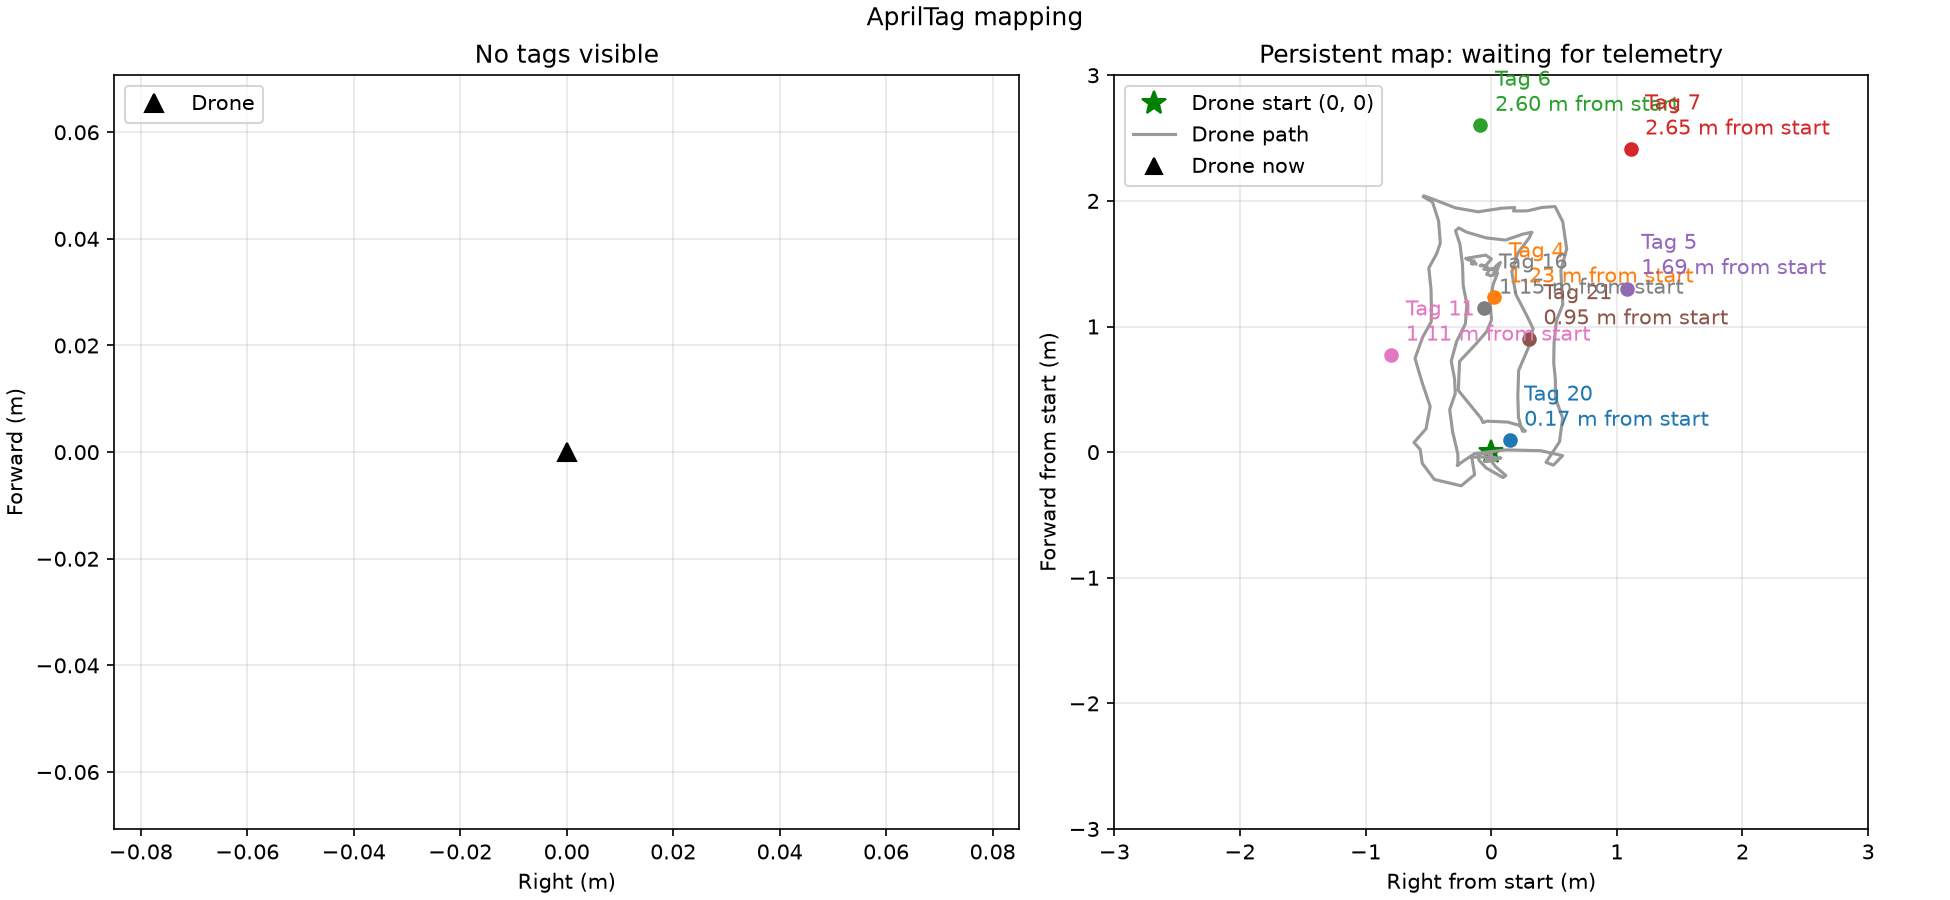 AprilTag mapping
No tags visible
Drone
Forward (m)
0.06
0.04
0.02
0.00
−0.02
−0.04
−0.06
−0.08
−0.06
−0.04
−0.02
0.00
0.02
0.04
0.06
0.08
Right (m)
Persistent map: waiting for telemetry
Drone start (0, 0)
Drone path
Drone now
Tag 6
2.60 m from start
Tag 7
2.65 m from start
Tag 4
1.23 m from start
Tag 16
1.15 m from start
Tag 5
1.69 m from start
Tag 21
0.95 m from start
Tag 11
1.11 m from start
Tag 20
0.17 m from start
Forward from start (m)
3
2
1
0
−1
−2
−3
−3
−2
−1
0
1
2
3
Right from start (m)